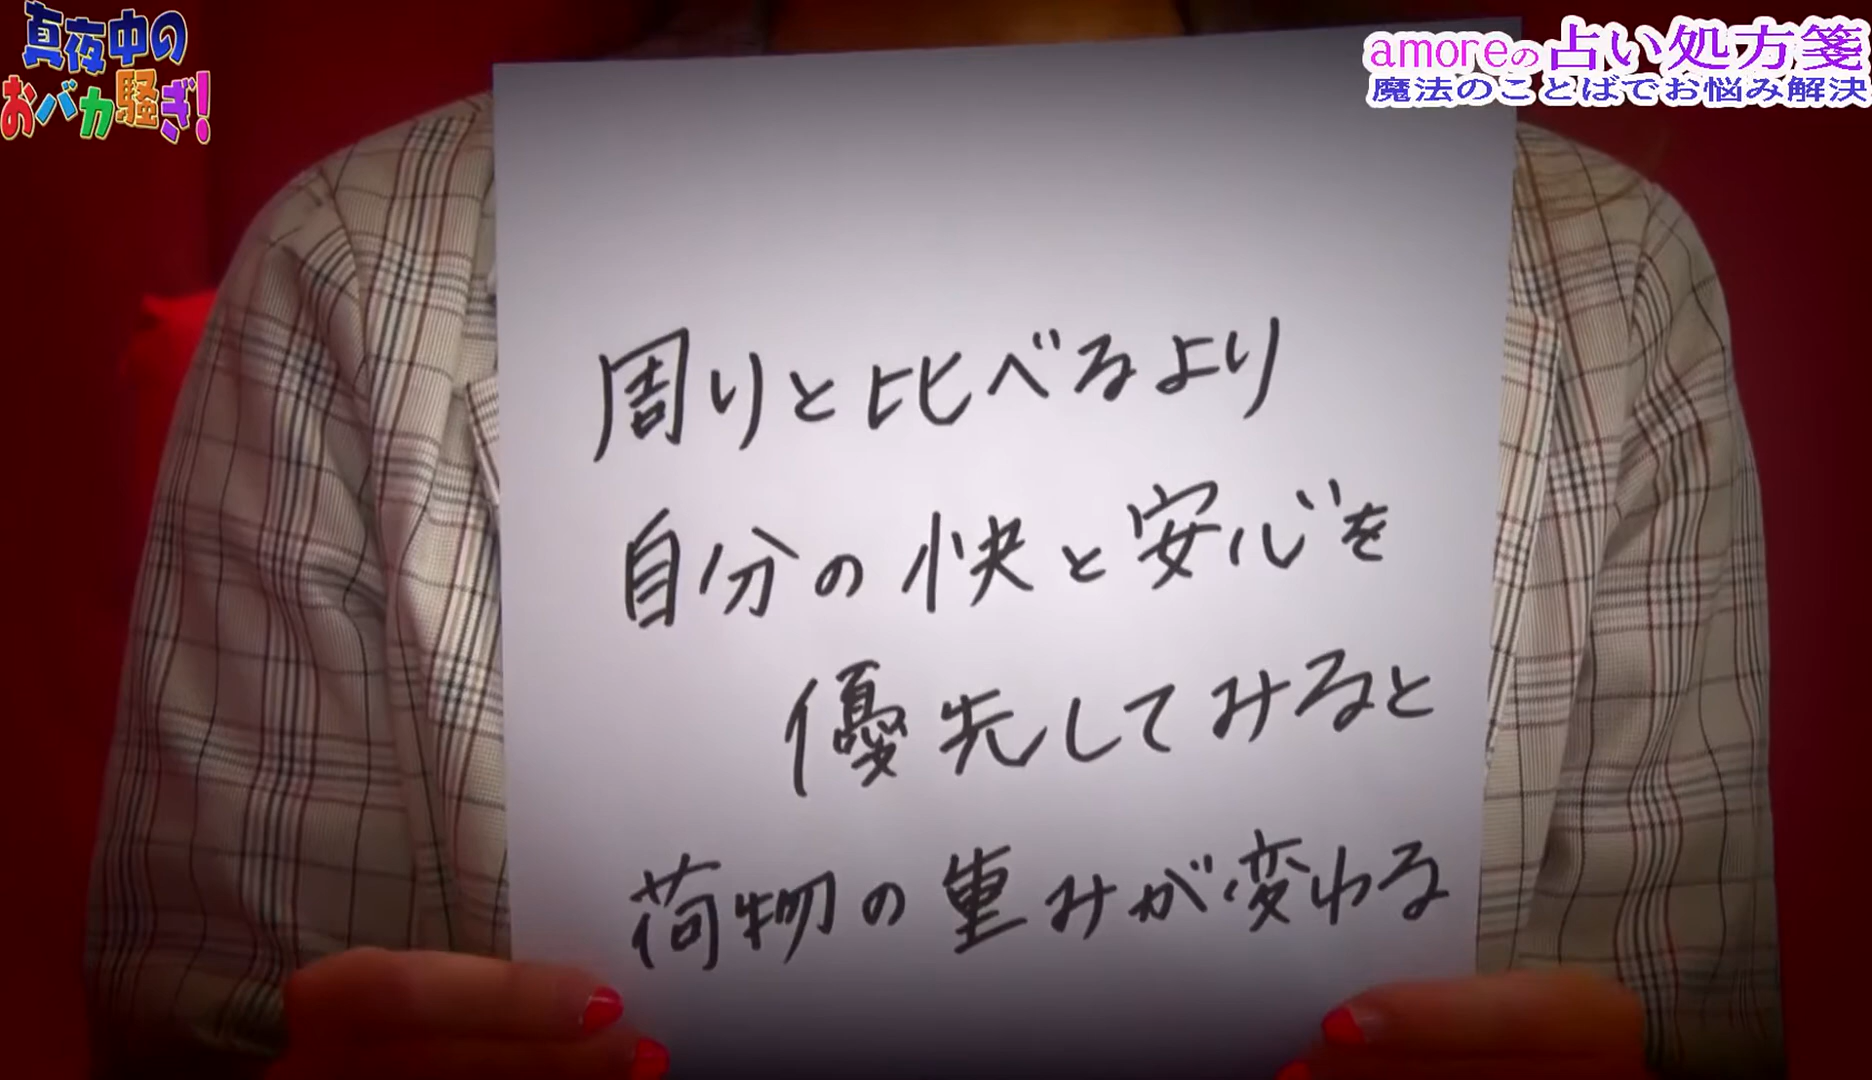 真夜中の
おバカ騒ぎ!
amoreの占い処方箋
魔法のことばでお悩み解決
周りと比べるより
自分の快と安心を
優先してみると
荷物の重みが変わる